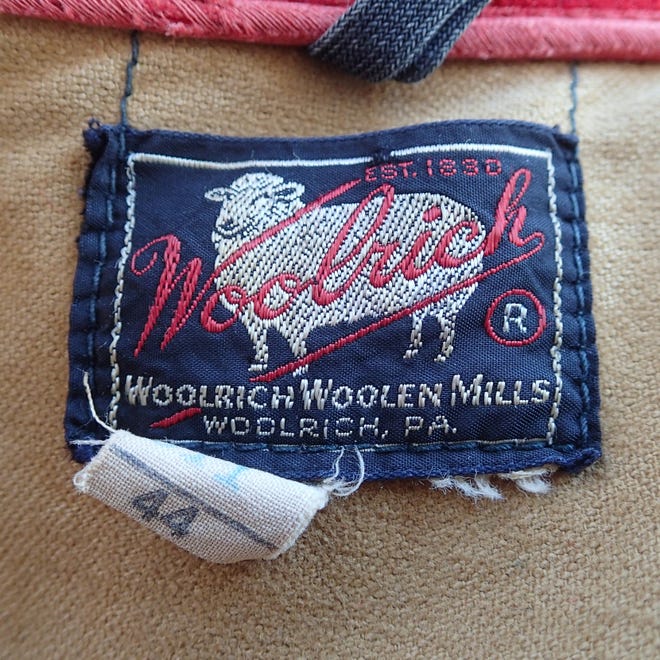 EST. 1830
Woolrich
R
WOOLRICH WOOLEN MILLS
WOOLRICH, PA.
44